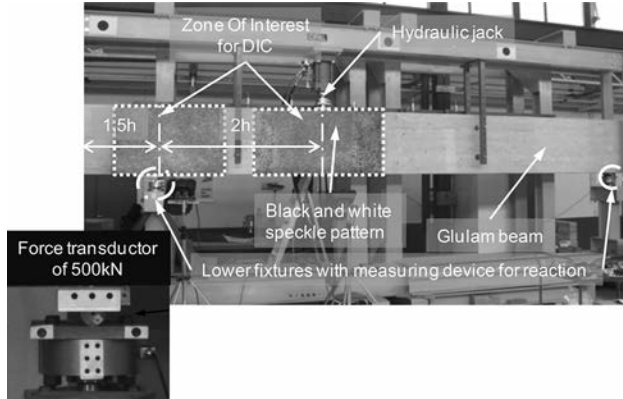 Zone Of Interest
for DIC
Hydraulic jack
1.5h
2h
Black and white
speckle pattern
Glulam beam
Force transductor
of 500kN
Lower fixtures with measuring device for reaction